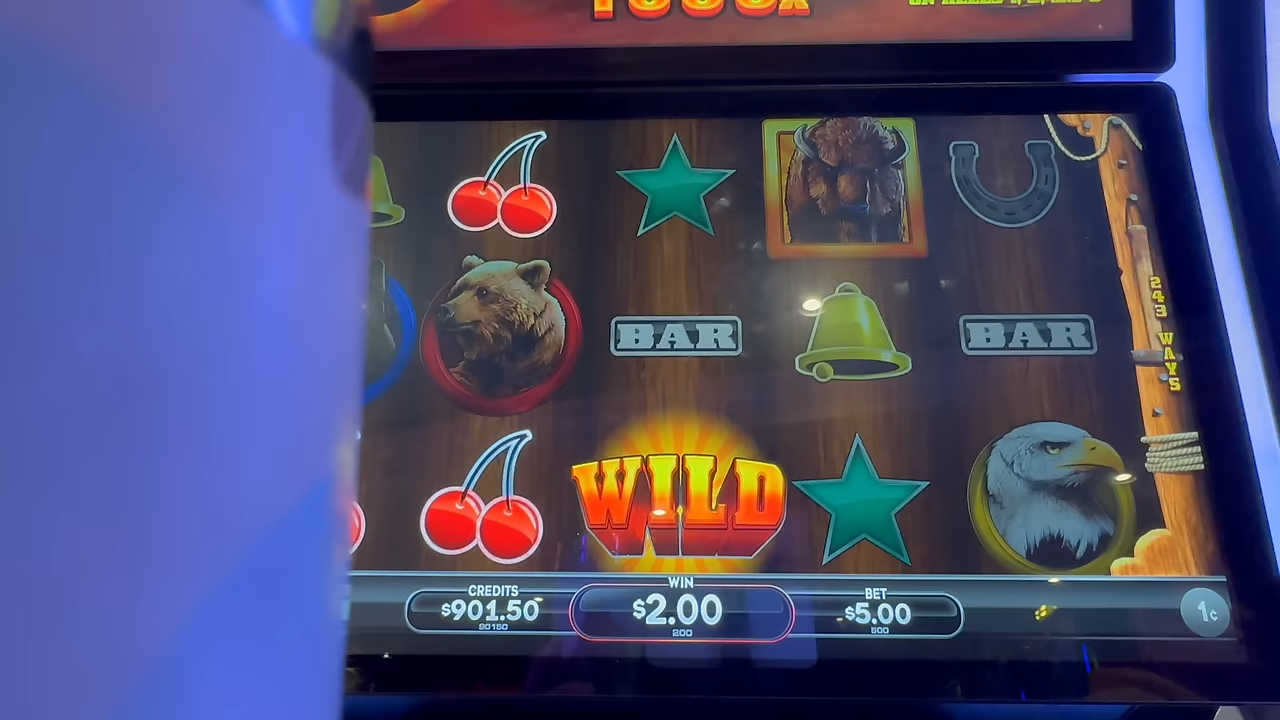 BAR
BAR
243 WAYS
WILD
CREDITS
$901.50
90150
WIN
$2.00
200
BET
$5.00
500
1¢